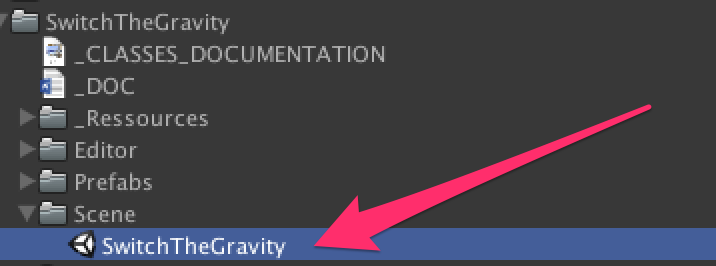 SwitchTheGravity
_CLASSES_DOCUMENTATION
_DOC
_Ressources
Editor
Prefabs
Scene
SwitchTheGravity